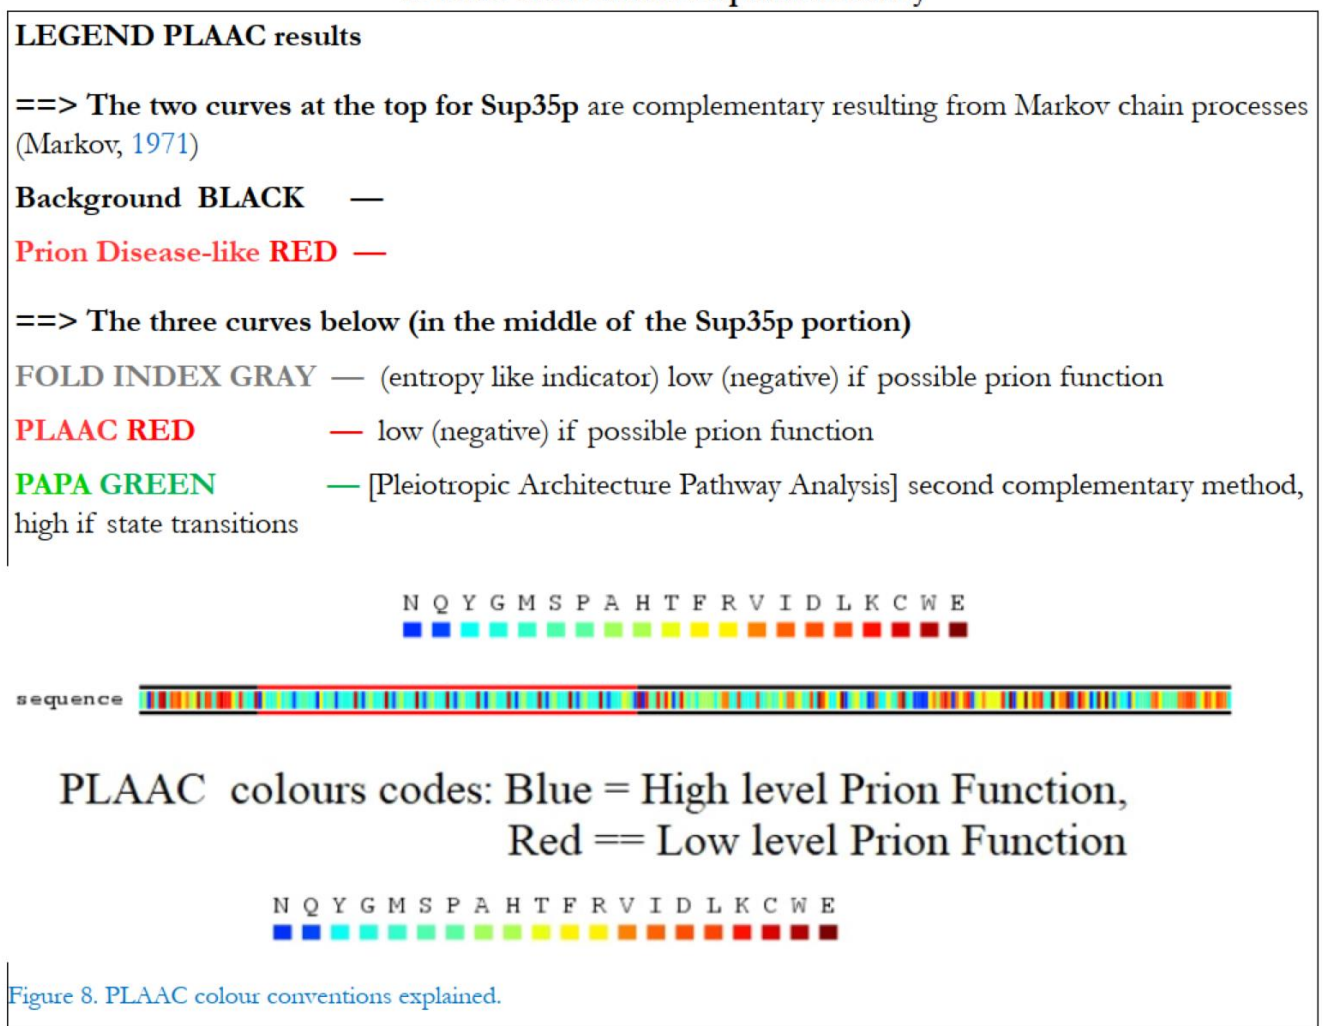 LEGEND PLAAC results
==> The two curves at the top for Sup35p are complementary resulting from Markov chain processes
(Markov, 1971)
Background BLACK —
Prion Disease-like RED —
==> The three curves below (in the middle of the Sup35p portion)
FOLD INDEX GRAY — (entropy like indicator) low (negative) if possible prion function
PLAAC RED — low (negative) if possible prion function
PAPA GREEN — [Pleiotropic Architecture Pathway Analysis] second complementary method,
high if state transitions
N Q Y G M S P A H T F R V I D L K C W E
sequence
PLAAC colours codes: Blue = High level Prion Function,
Red == Low level Prion Function
N Q Y G M S P A H T F R V I D L K C W E
Figure 8. PLAAC colour conventions explained.